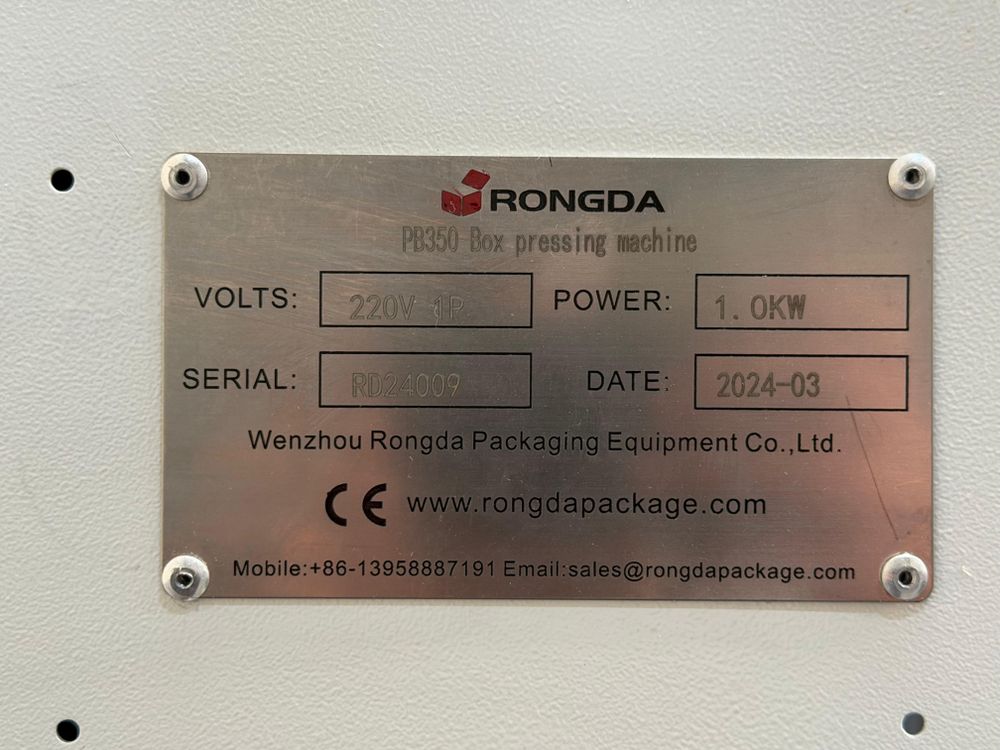 RONGDA
PB350 Box pressing machine
VOLTS: 220V 1P POWER: 1.0KW
SERIAL: RD24009 DATE: 2024-03
Wenzhou Rongda Packaging Equipment Co.,Ltd.
CE www.rongdapackage.com
Mobile:+86-13958887191 Email:sales@rongdapackage.com